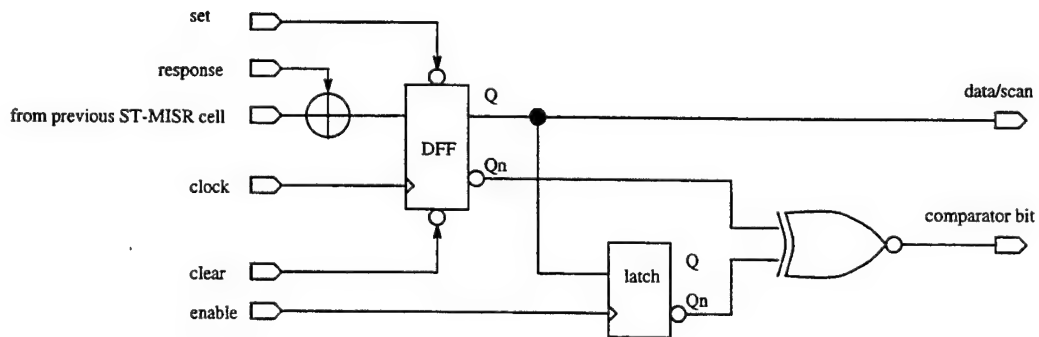 set
response
from previous ST-MISR cell
clock
clear
enable
Q
DFF
Qn
latch
Q
Qn
data/scan
comparator bit